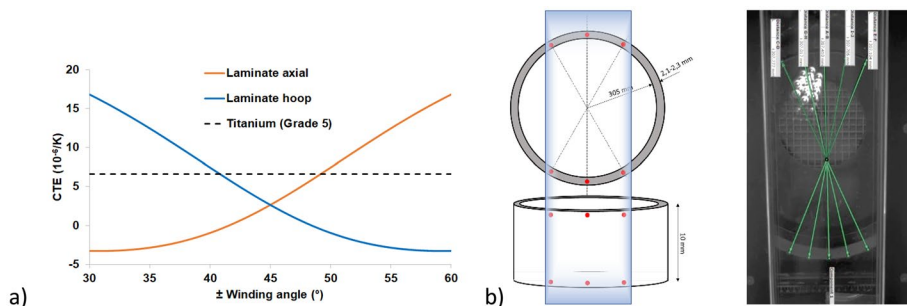 20
15
10
5
0
-5
CTE (10⁻⁶/K)
Laminate axial
Laminate hoop
Titanium (Grade 5)
30
35
40
45
50
55
60
± Winding angle (°)
a)
305 mm
2,1-2,3 mm
10 mm
b)